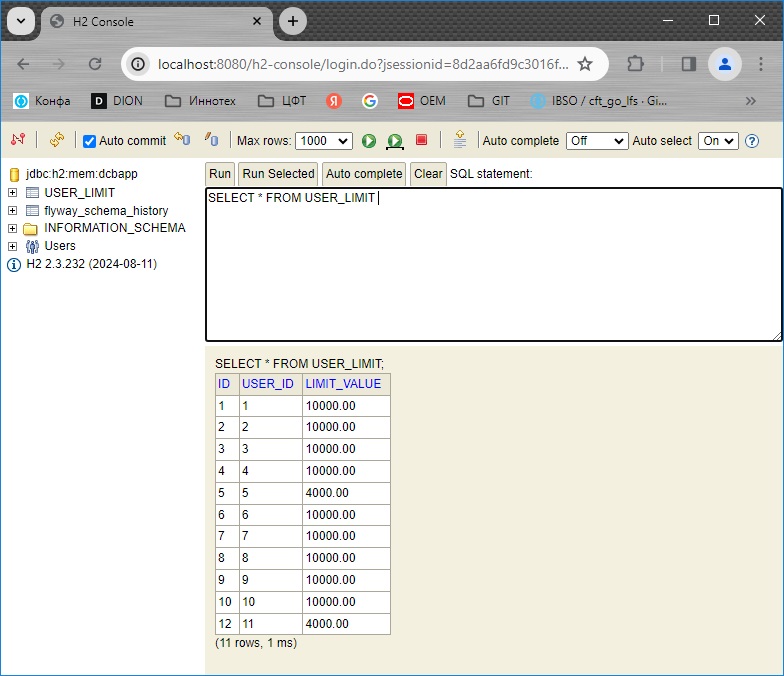 H2 Console
localhost:8080/h2-console/login.do?jsessionid=8d2aa6fd9c3016f...
Конфа DION Иннотех ЦФТ Я G OEM GIT IBSO / cft_go_lfs · Gi...
Auto commit Max rows: 1000 Auto complete Off Auto select On ?
jdbc:h2:mem:dcbapp
USER_LIMIT
flyway_schema_history
INFORMATION_SCHEMA
Users
H2 2.3.232 (2024-08-11)
Run Run Selected Auto complete Clear SQL statement:
SELECT * FROM USER_LIMIT
SELECT * FROM USER_LIMIT;
ID USER_ID LIMIT_VALUE
1 1 10000.00
2 2 10000.00
3 3 10000.00
4 4 10000.00
5 5 4000.00
6 6 10000.00
7 7 10000.00
8 8 10000.00
9 9 10000.00
10 10 10000.00
12 11 4000.00
(11 rows, 1 ms)